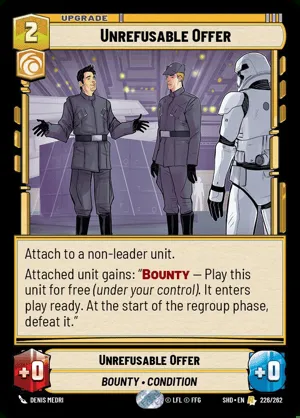 2
UPGRADE
UNREFUSABLE OFFER
Attach to a non-leader unit.
Attached unit gains: "BOUNTY — Play this
unit for free (under your control). It enters
play ready. At the start of the regroup phase,
defeat it."
UNREFUSABLE OFFER
+0
BOUNTY • CONDITION
+0
DENIS MEDRI
© LFL © FFG
SHD • EN
226/262